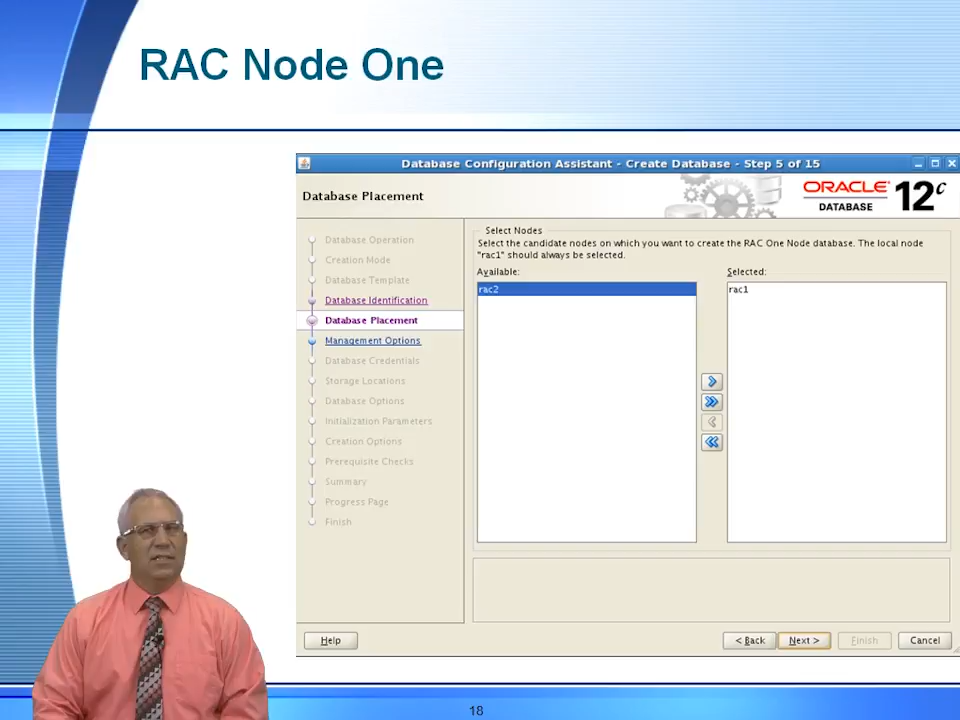 RAC Node One
Database Configuration Assistant - Create Database - Step 5 of 15
Database Placement
ORACLE
DATABASE
12c
Database Operation
Creation Mode
Database Template
Database Identification
Database Placement
Management Options
Database Credentials
Storage Locations
Database Options
Initialization Parameters
Creation Options
Prerequisite Checks
Summary
Progress Page
Finish
Select Nodes
Select the candidate nodes on which you want to create the RAC One Node database. The local node
"rac1" should always be selected.
Available:
rac2
Selected:
rac1
Help
< Back
Next >
Finish
Cancel
18